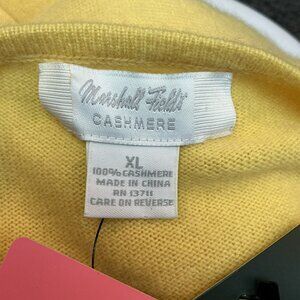 Marshall Field's
CASHMERE
XL
100% CASHMERE
MADE IN CHINA
RN 13711
CARE ON REVERSE